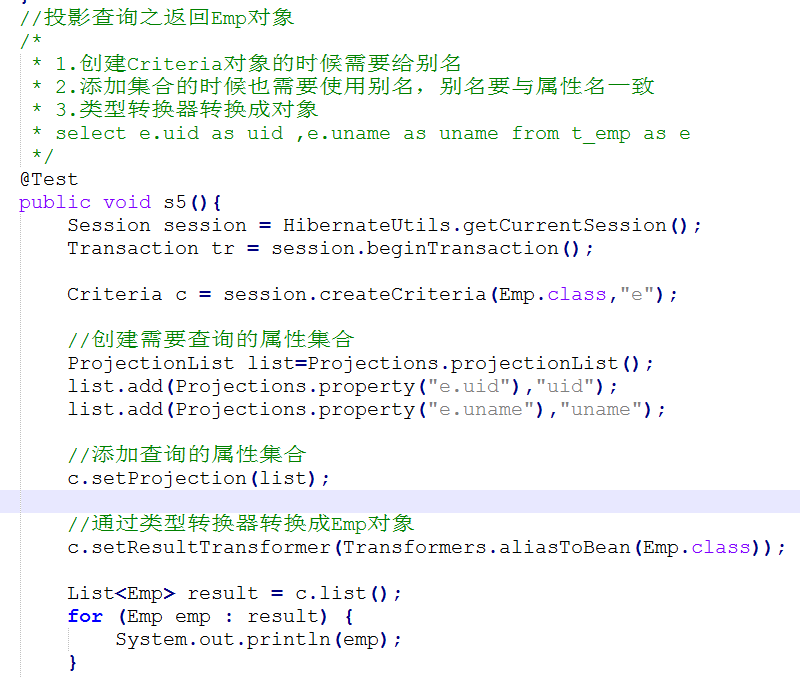 //投影查询之返回Emp对象
/*
 * 1.创建Criteria对象的时候需要给别名
 * 2.添加集合的时候也需要使用别名，别名要与属性名一致
 * 3.类型转换器转换成对象
 * select e.uid as uid ,e.uname as uname from t_emp as e
 */
@Test
public void s5(){
    Session session = HibernateUtils.getCurrentSession();
    Transaction tr = session.beginTransaction();
    Criteria c = session.createCriteria(Emp.class,"e");
    //创建需要查询的属性集合
    ProjectionList list=Projections.projectionList();
    list.add(Projections.property("e.uid"),"uid");
    list.add(Projections.property("e.uname"),"uname");
    //添加查询的属性集合
    c.setProjection(list);
    //通过类型转换器转换成Emp对象
    c.setResultTransformer(Transformers.aliasToBean(Emp.class));
    List<Emp> result = c.list();
    for (Emp emp : result) {
        System.out.println(emp);
    }